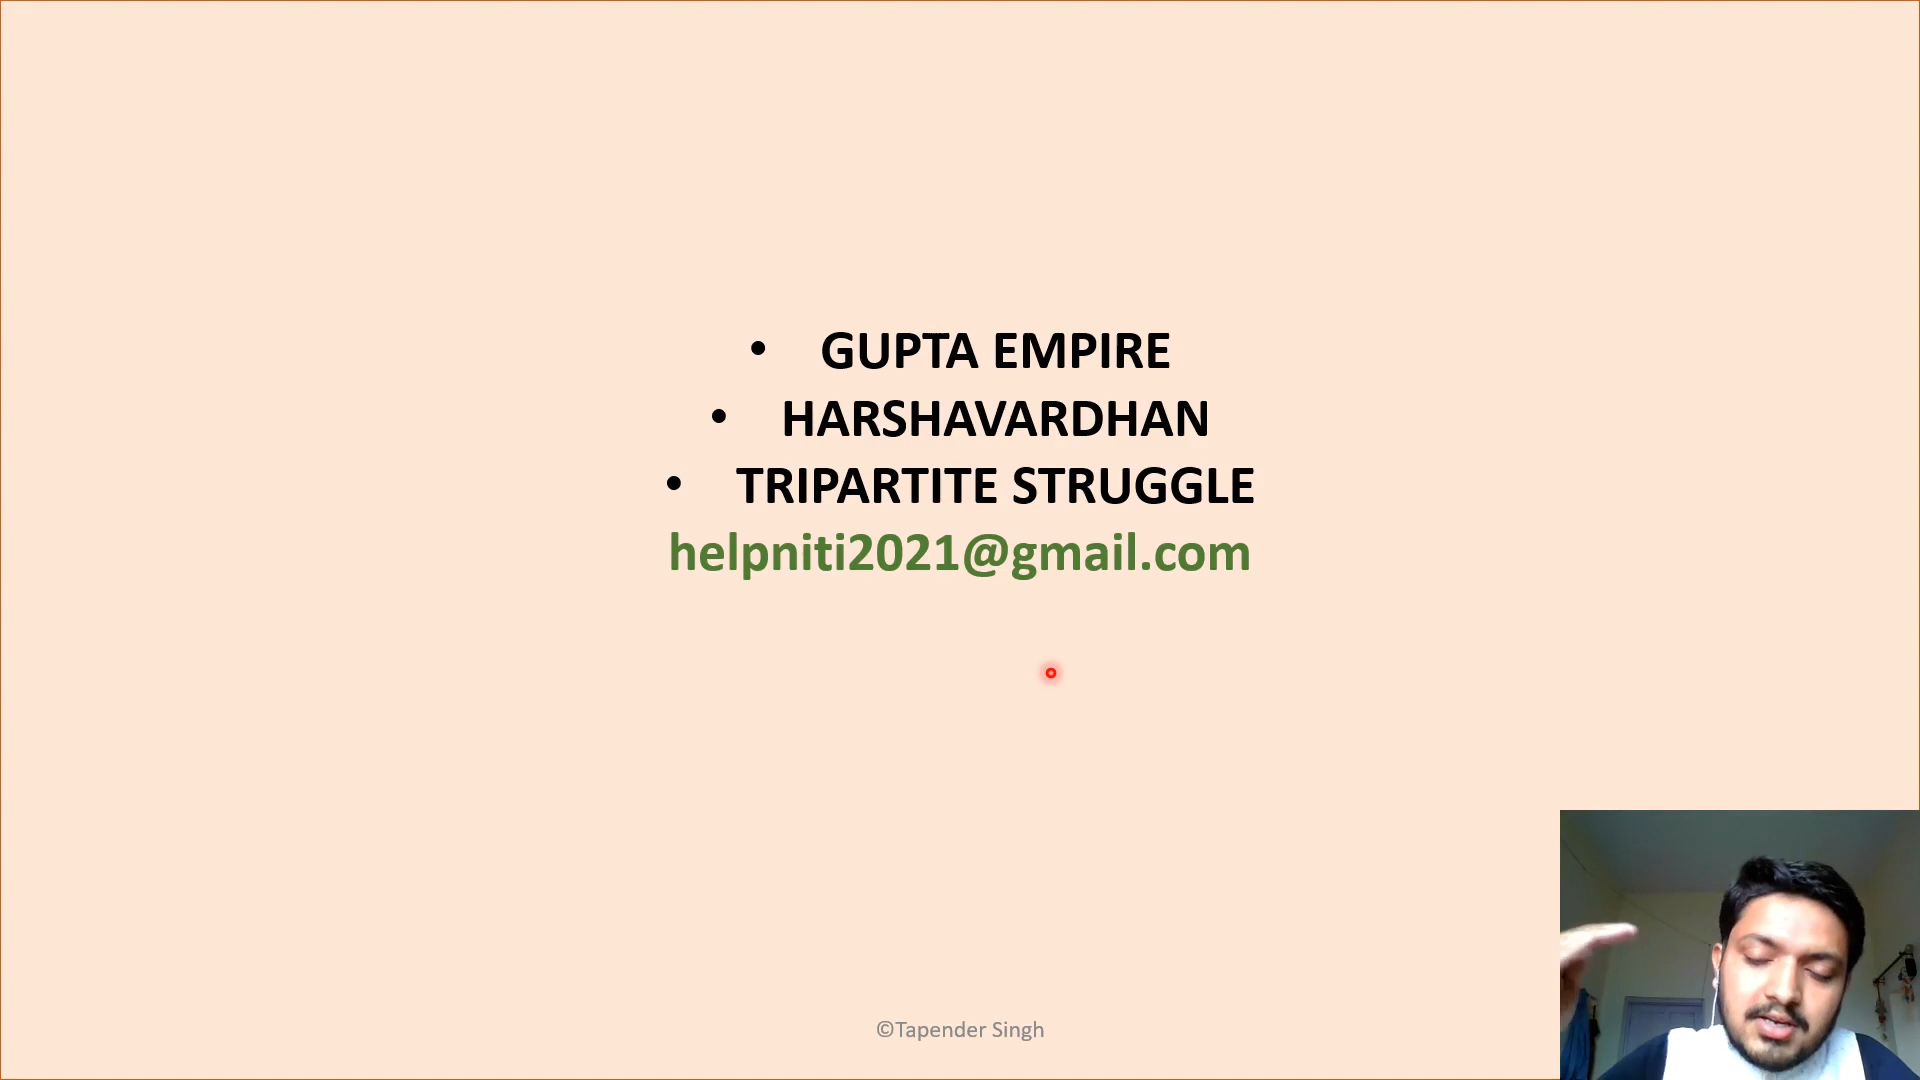 • GUPTA EMPIRE
• HARSHAVARDHAN
• TRIPARTITE STRUGGLE
helpniti2021@gmail.com
©Tapender Singh